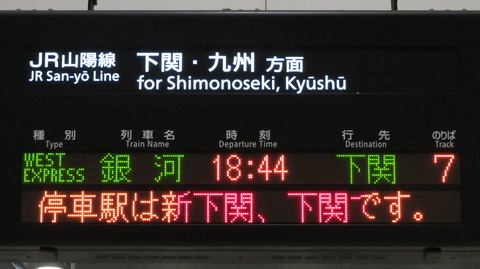 JR山陽線 下関・九州 方面
JR San-yō Line for Shimonoseki, Kyūshū
種別 列車名 時刻 行先 のりば
Type Train Name Departure Time Destination Track
WEST EXPRESS 銀河 18:44 下関 7
停車駅は新下関、下関です。